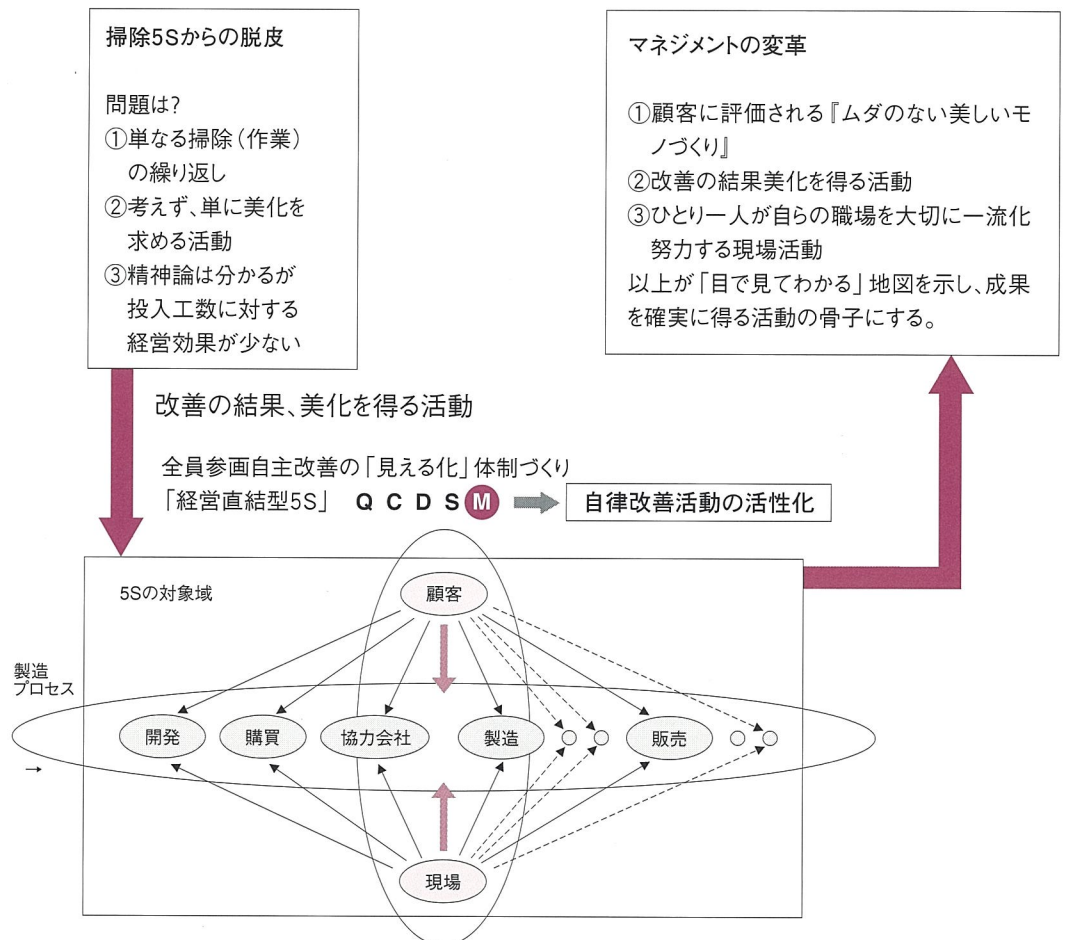 掃除5Sからの脱皮
問題は?
①単なる掃除(作業)
の繰り返し
②考えず、単に美化を
求める活動
③精神論は分かるが
投入工数に対する
経営効果が少ない
マネジメントの変革
①顧客に評価される『ムダのない美しいモ
ノづくり』
②改善の結果美化を得る活動
③ひとり一人が自らの職場を大切に一流化
努力する現場活動
以上が「目で見てわかる」地図を示し、成果
を確実に得る活動の骨子にする。
改善の結果、美化を得る活動
全員参画自主改善の「見える化」体制づくり
「経営直結型5S」 Q C D S M 自律改善活動の活性化
5Sの対象域
顧客
製造
プロセス
開発 購買 協力会社 製造 販売
→
現場